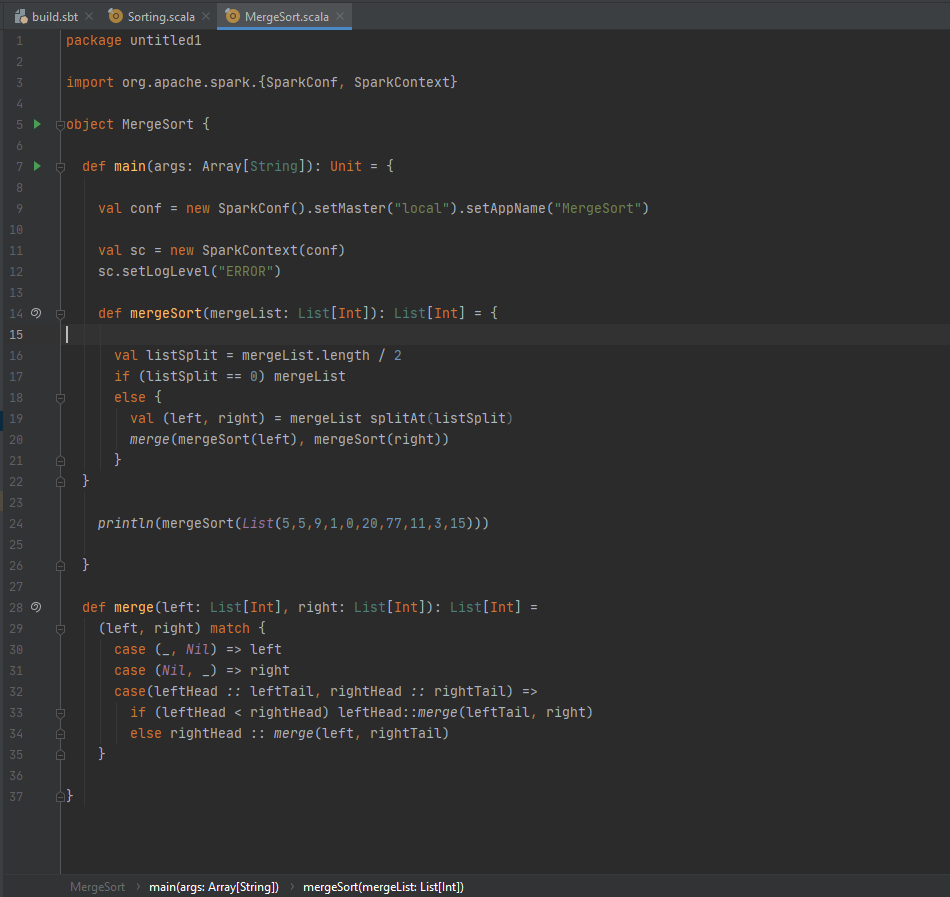 build.sbt Sorting.scala MergeSort.scala
1 package untitled1
2
3 import org.apache.spark.{SparkConf, SparkContext}
4
5 object MergeSort {
6
7 def main(args: Array[String]): Unit = {
8
9 val conf = new SparkConf().setMaster("local").setAppName("MergeSort")
10
11 val sc = new SparkContext(conf)
12 sc.setLogLevel("ERROR")
13
14 def mergeSort(mergeList: List[Int]): List[Int] = {
15
16 val listSplit = mergeList.length / 2
17 if (listSplit == 0) mergeList
18 else {
19 val (left, right) = mergeList splitAt(listSplit)
20 merge(mergeSort(left), mergeSort(right))
21 }
22 }
23
24 println(mergeSort(List(5,5,9,1,0,20,77,11,3,15)))
25
26 }
27
28 def merge(left: List[Int], right: List[Int]): List[Int] =
29 (left, right) match {
30 case (_, Nil) => left
31 case (Nil, _) => right
32 case(leftHead :: leftTail, rightHead :: rightTail) =>
33 if (leftHead < rightHead) leftHead::merge(leftTail, right)
34 else rightHead :: merge(left, rightTail)
35 }
36
37 }
MergeSort › main(args: Array[String]) › mergeSort(mergeList: List[Int])